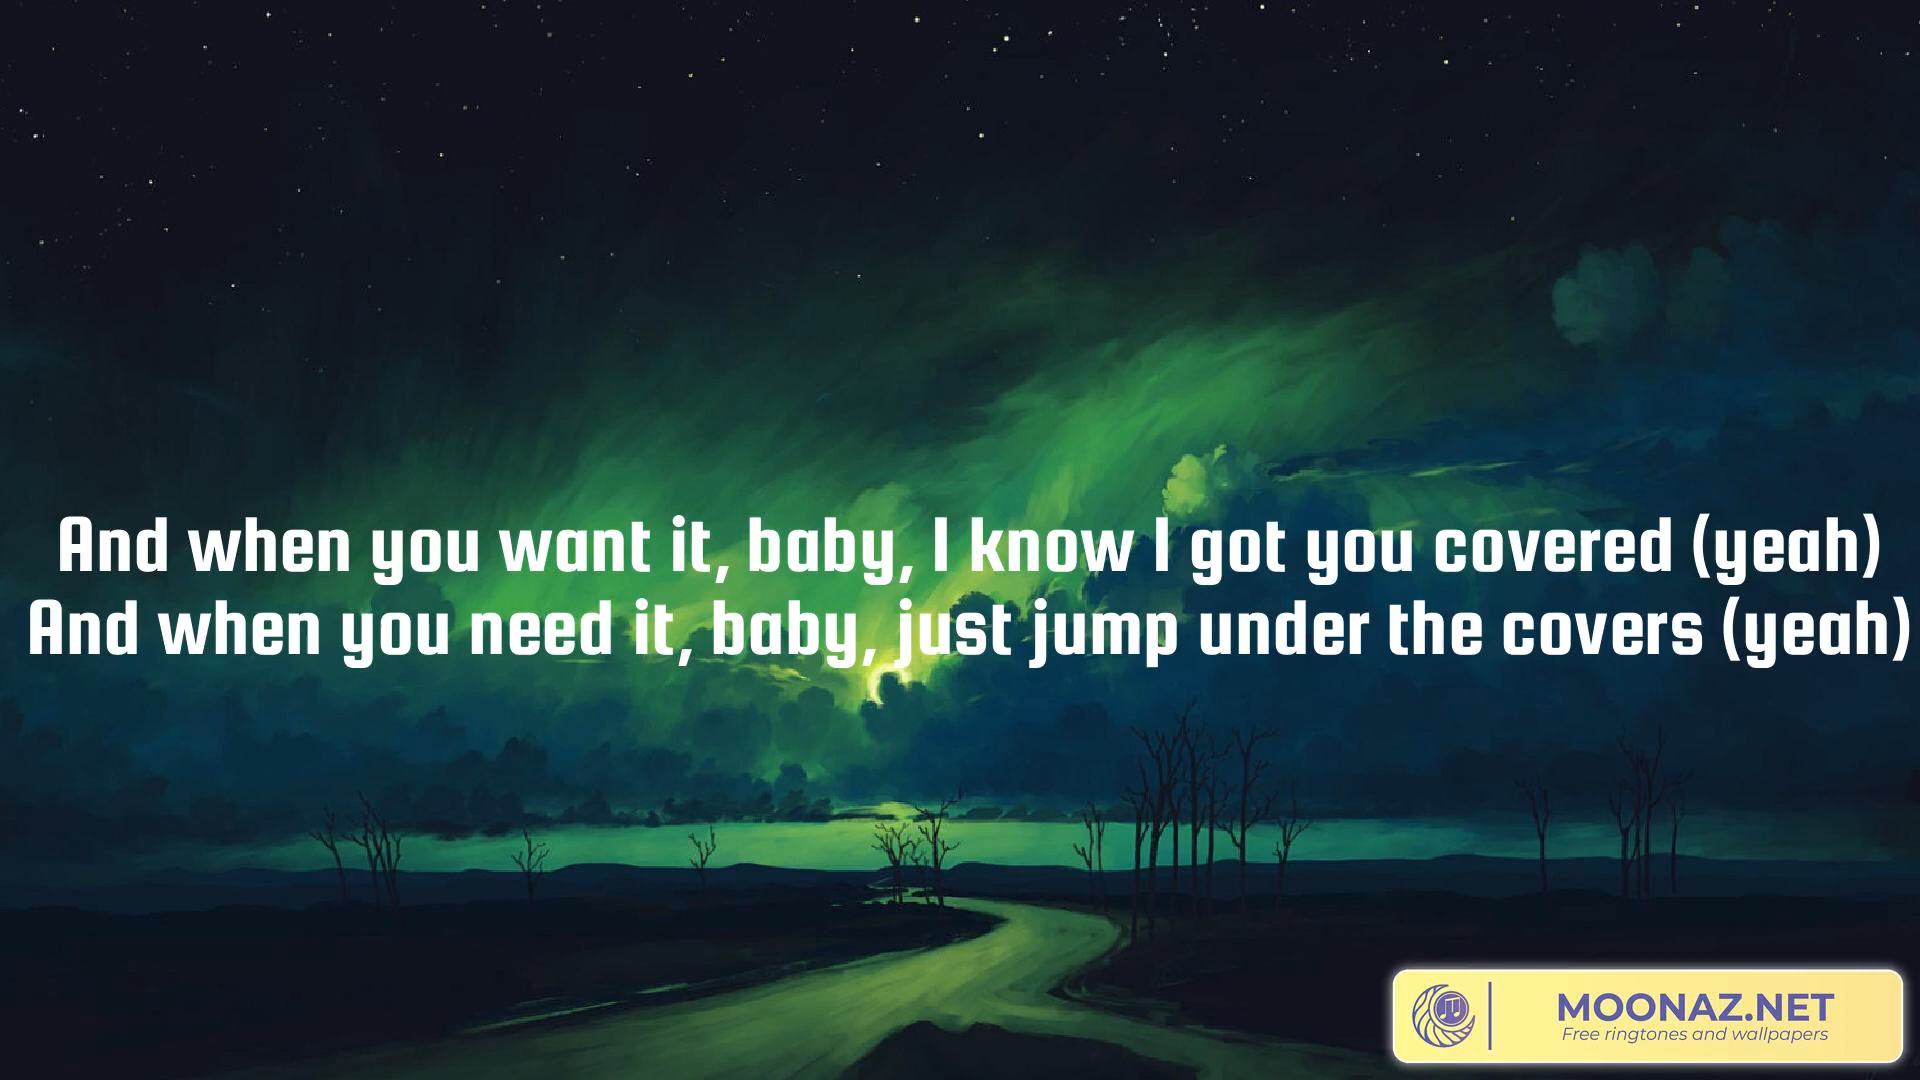 And when you want it, baby, I know I got you covered (yeah)
And when you need it, baby, just jump under the covers (yeah)
MOONAZ.NET
Free ringtones and wallpapers